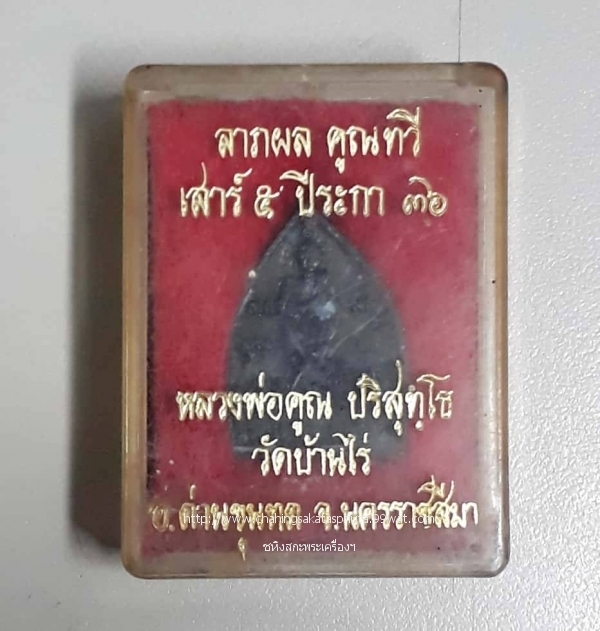 ลาภผล คูณทวี
เสาร์ ๕ ปีระกา ๓๖
หลวงพ่อคูณ ปริสุทฺโธ
วัดบ้านไร่
อ.ด่านขุนทด จ.นครราชสีมา
ชหิงสกะพระเครื่องฯ